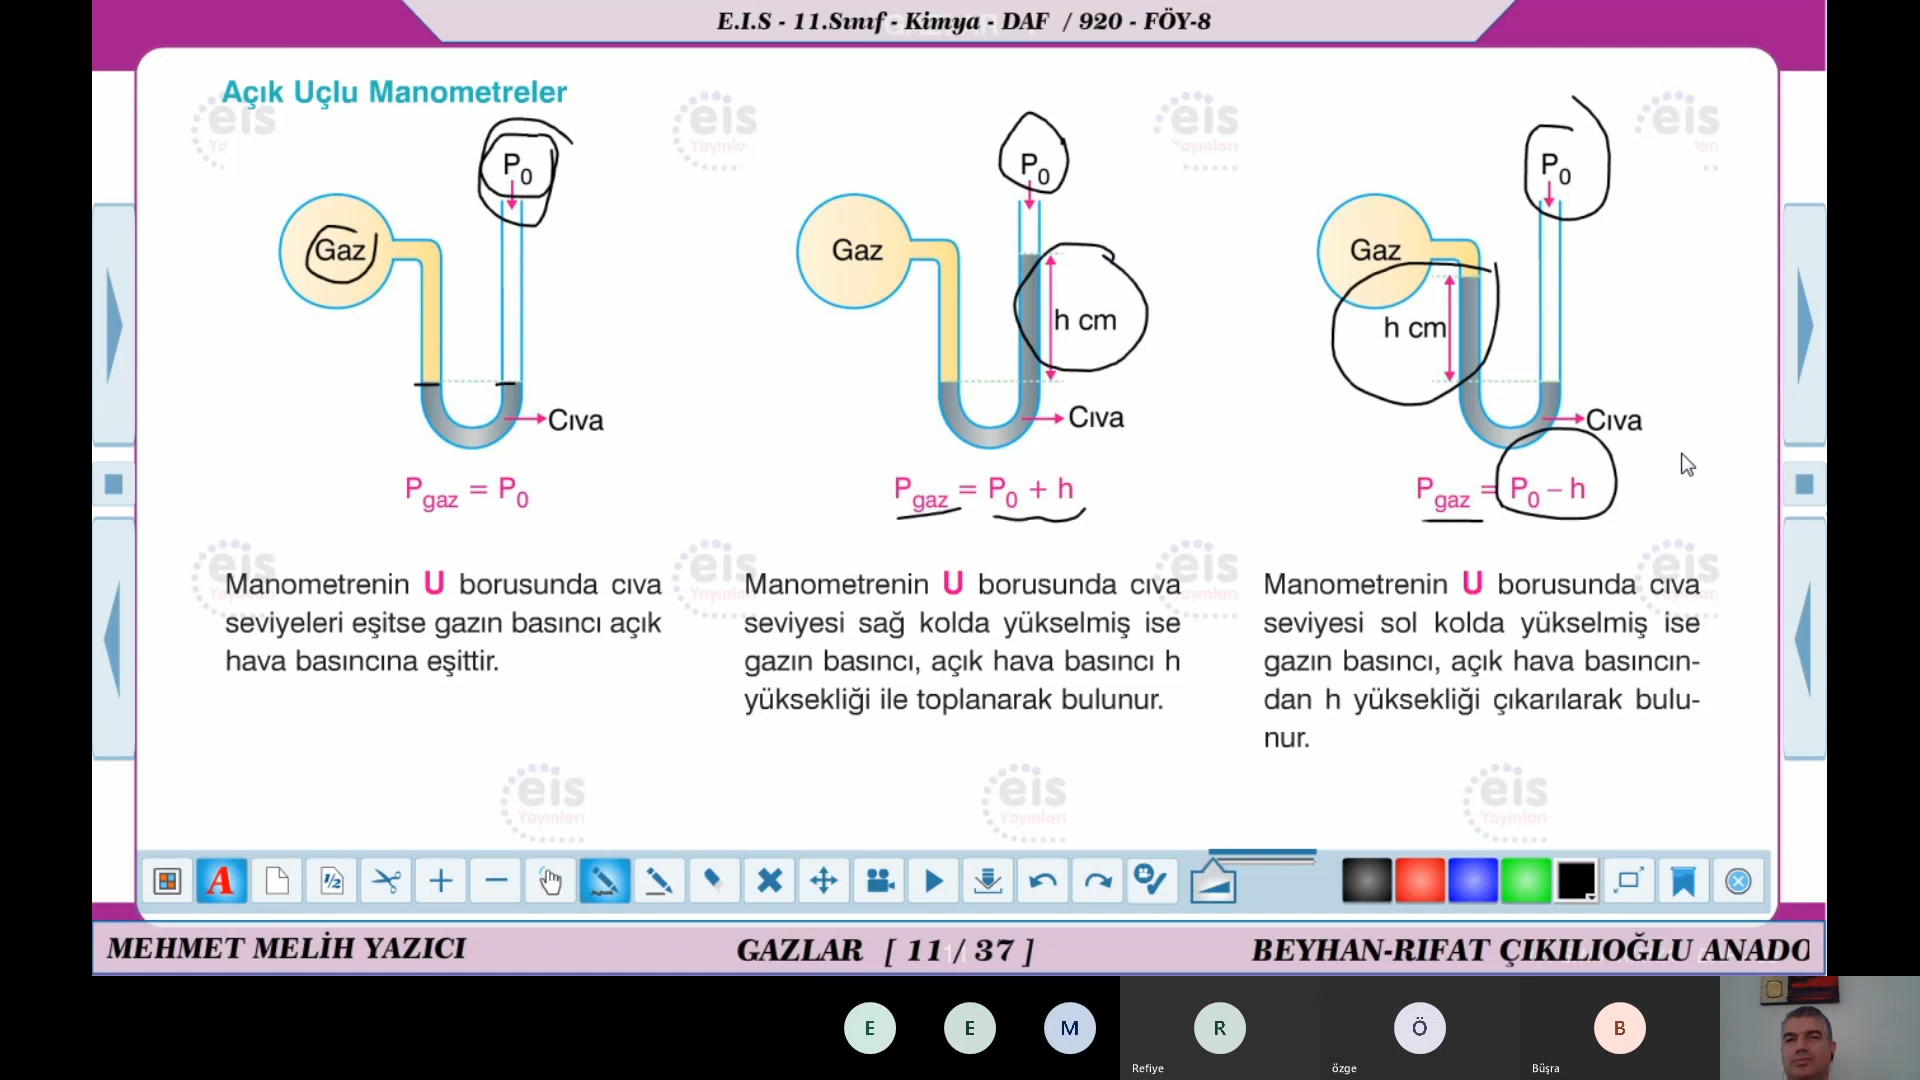 E.I.S - 11.Sınıf - Kimya - DAF / 920 - FÖY-8
Açık Uçlu Manometreler
P0
Gaz
Cıva
Pgaz = P0
Manometrenin U borusunda cıva
seviyeleri eşitse gazın basıncı açık
hava basıncına eşittir.
P0
Gaz
h cm
Cıva
Pgaz = P0 + h
Manometrenin U borusunda cıva
seviyesi sağ kolda yükselmiş ise
gazın basıncı, açık hava basıncı h
yüksekliği ile toplanarak bulunur.
P0
Gaz
h cm
Cıva
Pgaz = P0 – h
Manometrenin U borusunda cıva
seviyesi sol kolda yükselmiş ise
gazın basıncı, açık hava basıncın-
dan h yüksekliği çıkarılarak bulu-
nur.
eis
Yayınları
A
1/2
MEHMET MELİH YAZICI
GAZLAR [ 11 / 37 ]
BEYHAN-RIFAT ÇIKILIOĞLU ANADO
E
E
M
R
Ö
B
Refiye
özge
Büşra